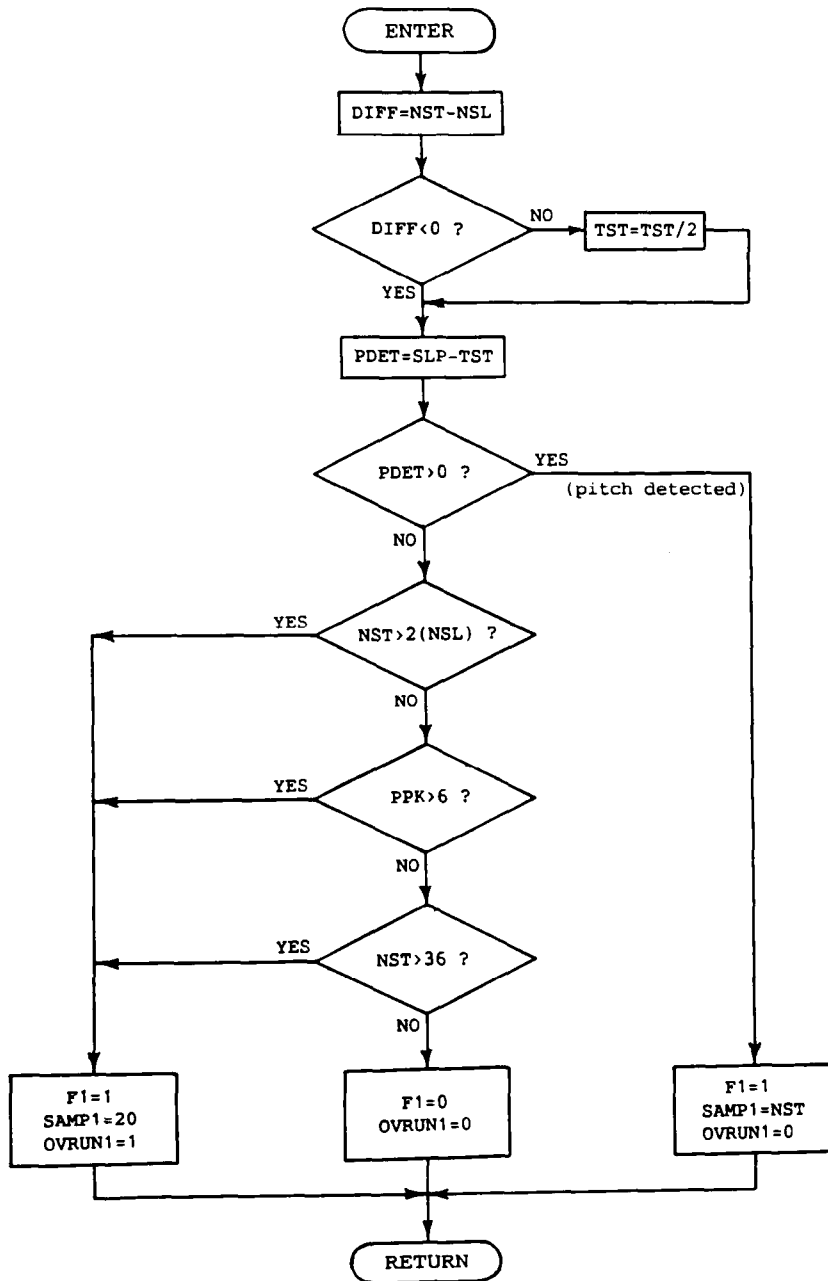 ENTER
DIFF=NST-NSL
DIFF<0 ?
NO
TST=TST/2
YES
PDET=SLP-TST
PDET>0 ?
YES
(pitch detected)
NO
YES
NST>2(NSL) ?
NO
YES
PPK>6 ?
NO
YES
NST>36 ?
NO
F1=1
SAMP1=20
OVRUN1=1
F1=0
OVRUN1=0
F1=1
SAMP1=NST
OVRUN1=0
RETURN